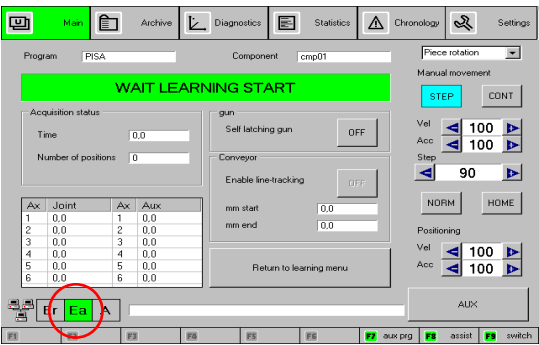 Main Archive Diagnostics Statistics Chronology Settings
Program PISA Component cmp01 Piece rotation
Manual movement
WAIT LEARNING START
STEP CONT
Acquisition status
Time 0,0
Number of positions 0
gun
Self latching gun OFF
Conveyor
Enable line-tracking OFF
mm start 0,0
mm end 0,0
Vel 100
Acc 100
Step
90
NORM HOME
Ax Joint Ax Aux
1 0,0 1 0,0
2 0,0 2 0,0
3 0,0 3 0,0
4 0,0 4 0,0
5 0,0 5 0,0
6 0,0 6 0,0
Return to learning menu
Positioning
Vel 100
Acc 100
Er Ea A
AUX
F1 F2 F3 F4 F5 F6 F7 aux prg F8 assist F9 switch